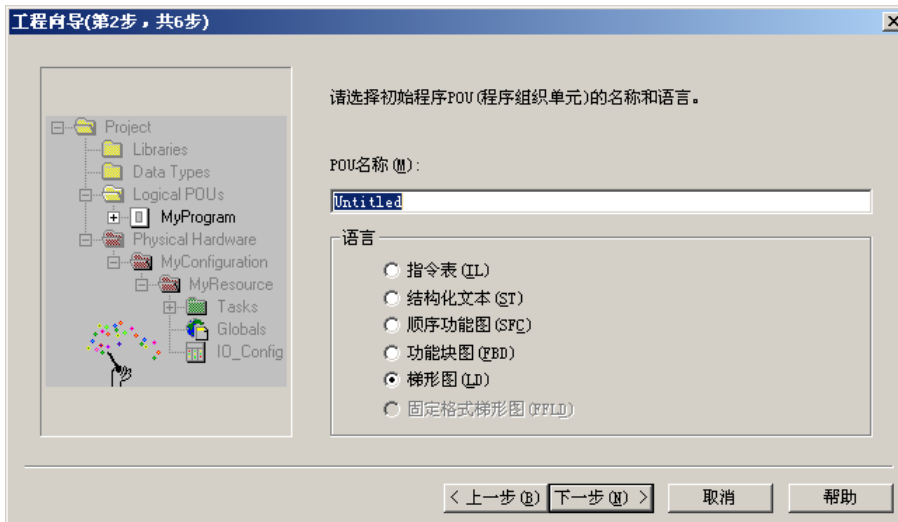 工程向导(第2步，共6步)
Project
Libraries
Data Types
Logical POUs
MyProgram
Physical Hardware
MyConfiguration
MyResource
Tasks
Globals
IO_Config
请选择初始程序POU(程序组织单元)的名称和语言。
POU名称(M):
Untitled
语言
指令表(IL)
结构化文本(ST)
顺序功能图(SFC)
功能块图(FBD)
梯形图(LD)
固定格式梯形图(FFLD)
< 上一步(B) 下一步(N) > 取消 帮助